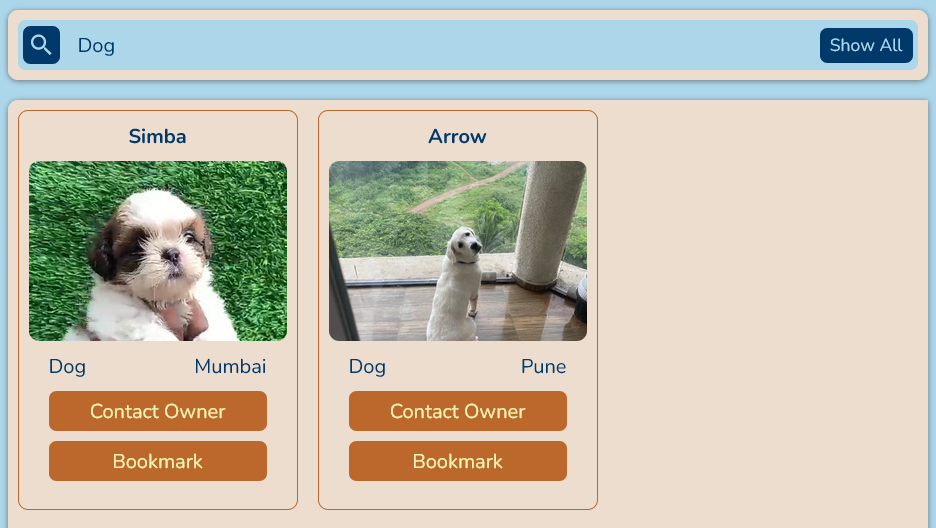 Dog
Show All
Simba
Arrow
Dog
Mumbai
Dog
Pune
Contact Owner
Contact Owner
Bookmark
Bookmark